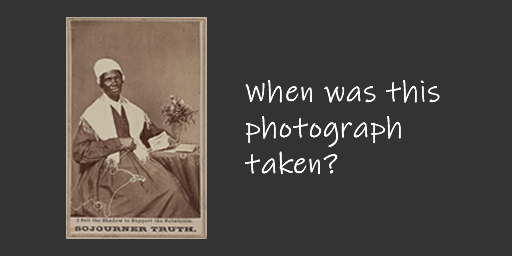 When was this
photograph
taken?
I Sell the Shadow to Support the Substance.
SOJOURNER TRUTH.